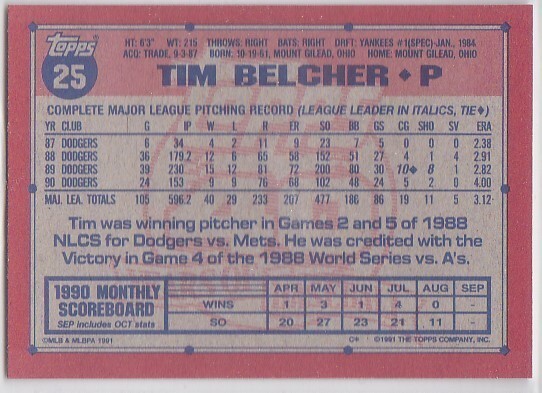 Topps
25
HT: 6'3" WT: 215 THROWS: RIGHT BATS: RIGHT DRFT: YANKEES #1(SPEC)-JAN., 1984
ACQ: TRADE, 9-3-87 BORN: 10-19-61, MOUNT GILEAD, OHIO HOME: MOUNT GILEAD, OHIO
TIM BELCHER ♦ P
COMPLETE MAJOR LEAGUE PITCHING RECORD (LEAGUE LEADER IN ITALICS, TIE♦)
YR CLUB G IP W L R ER SO BB GS CG SHO SV ERA
87 DODGERS 6 34 4 2 11 9 23 7 5 0 0 0 2.38
88 DODGERS 36 179.2 12 6 65 58 152 51 27 4 1 4 2.91
89 DODGERS 39 230 15 12 81 72 200 80 30 10♦ 8 1 2.82
90 DODGERS 24 153 9 9 76 68 102 48 24 5 2 0 4.00
MAJ. LEA. TOTALS 105 596.2 40 29 233 207 477 186 86 19 11 5 3.12
Tim was winning pitcher in Games 2 and 5 of 1988
NLCS for Dodgers vs. Mets. He was credited with the
Victory in Game 4 of the 1988 World Series vs. A's.
1990 MONTHLY
SCOREBOARD
SEP includes OCT stats
APR MAY JUN JUL AUG SEP
WINS 1 3 1 4 0
SO 20 27 23 21 11
©MLB & MLBPA 1991
C* ©1991 THE TOPPS COMPANY, INC.